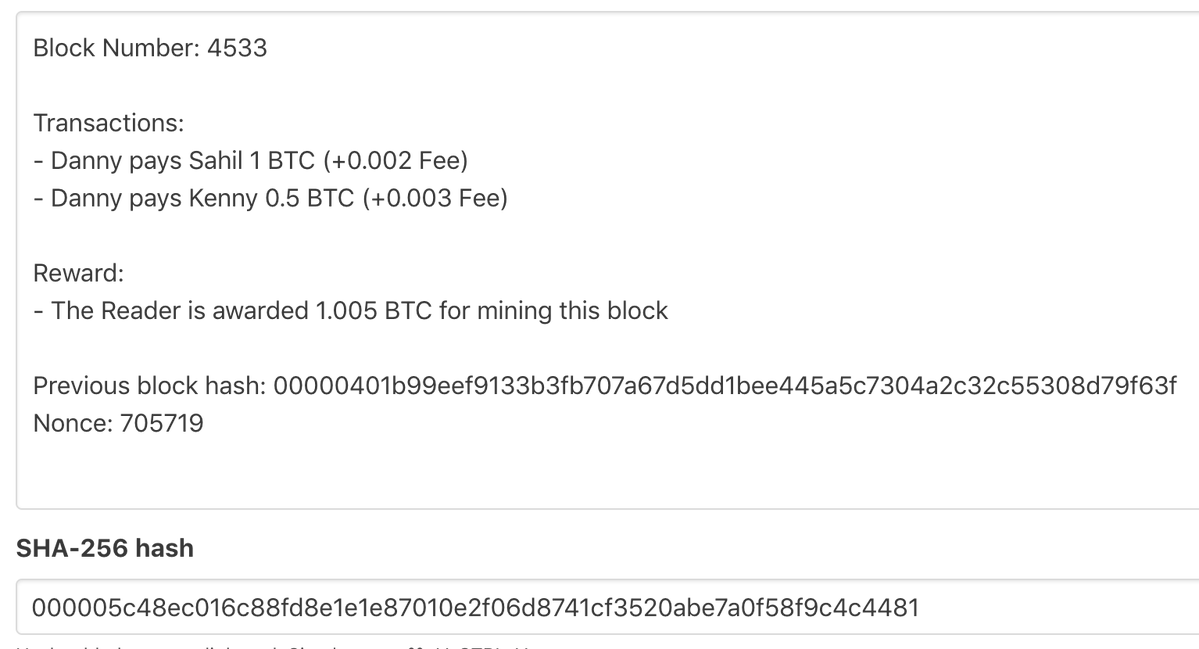 Block Number: 4533
Transactions:
- Danny pays Sahil 1 BTC (+0.002 Fee)
- Danny pays Kenny 0.5 BTC (+0.003 Fee)
Reward:
- The Reader is awarded 1.005 BTC for mining this block
Previous block hash: 00000401b99eef9133b3fb707a67d5dd1bee445a5c7304a2c32c55308d79f63f
Nonce: 705719
SHA-256 hash
000005c48ec016c88fd8e1e1e87010e2f06d8741cf3520abe7a0f58f9c4c4481